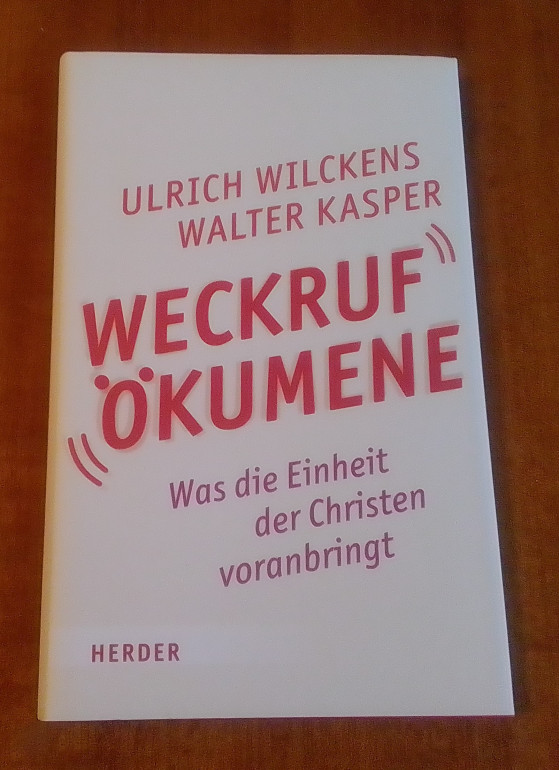 ULRICH WILCKENS
WALTER KASPER
WECKRUF
ÖKUMENE
Was die Einheit
der Christen
voranbringt
HERDER